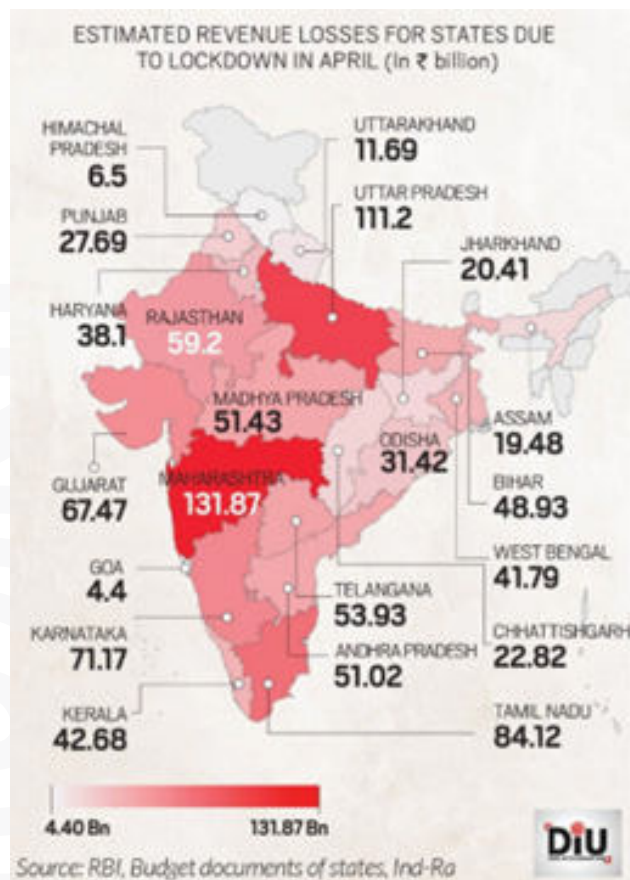 ESTIMATED REVENUE LOSSES FOR STATES DUE
TO LOCKDOWN IN APRIL (In ₹ billion)
HIMACHAL
PRADESH
6.5
UTTARAKHAND
11.69
UTTAR PRADESH
111.2
PUNJAB
27.69
JHARKHAND
20.41
HARYANA
38.1
RAJASTHAN
59.2
MADHYA PRADESH
51.43
ASSAM
19.48
ODISHA
31.42
GUJARAT
67.47
MAHARASHTRA
131.87
BIHAR
48.93
WEST BENGAL
41.79
GOA
4.4
TELANGANA
53.93
CHHATTISHGARH
22.82
KARNATAKA
71.17
ANDHRA PRADESH
51.02
KERALA
42.68
TAMIL NADU
84.12
4.40 Bn
131.87 Bn
DiU
Source: RBI, Budget documents of states, Ind-Ra